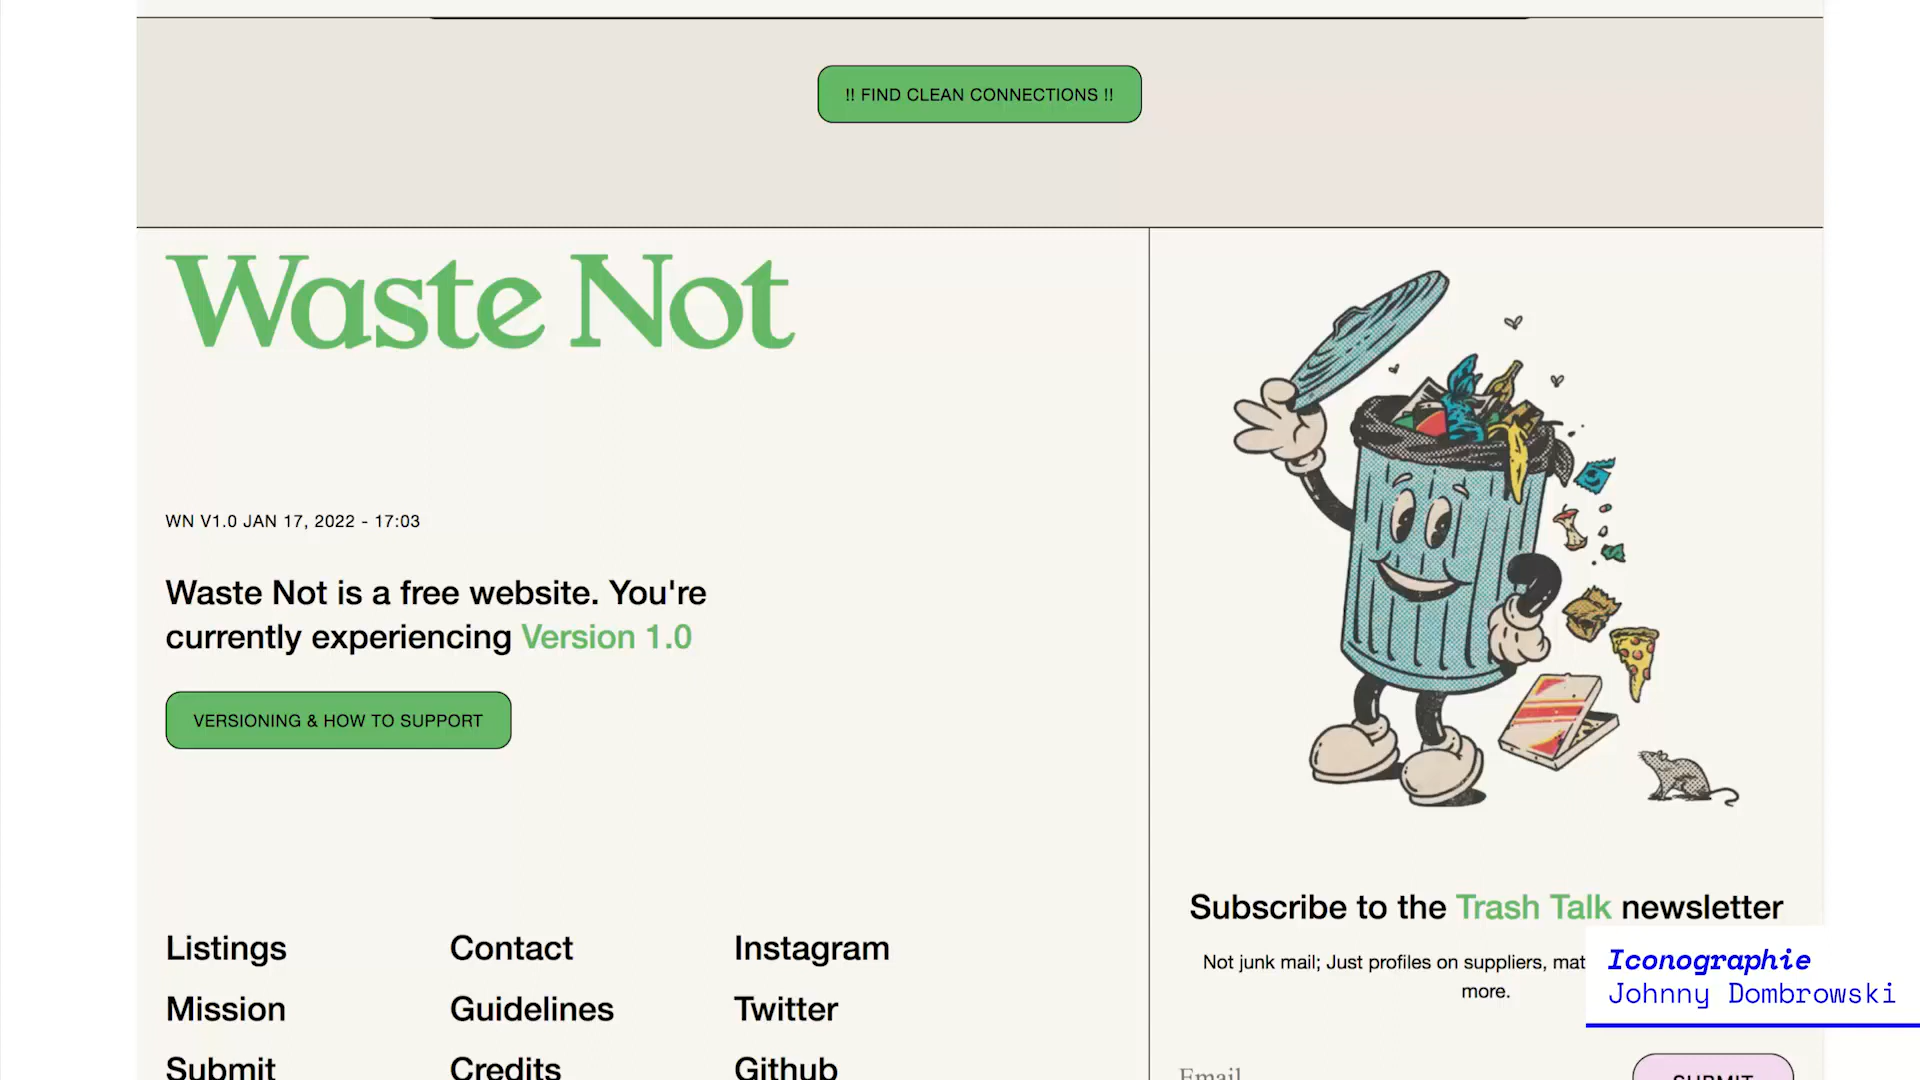 !! FIND CLEAN CONNECTIONS !!
Waste Not
WN V1.0 JAN 17, 2022 - 17:03
Waste Not is a free website. You're
currently experiencing Version 1.0
VERSIONING & HOW TO SUPPORT
Listings
Mission
Submit
Contact
Guidelines
Credits
Instagram
Twitter
Github
Subscribe to the Trash Talk newsletter
Not junk mail; Just profiles on suppliers, mat
more.
Email
SUBMIT
Iconographie
Johnny Dombrowski